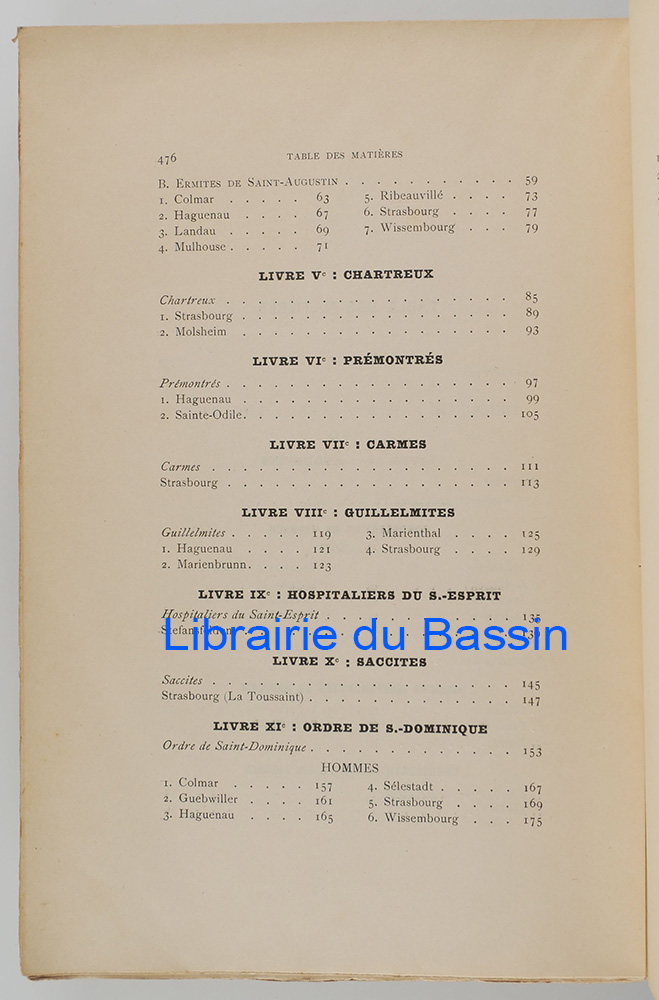 476 TABLE DES MATIÈRES
B. ERMITES DE SAINT-AUGUSTIN . . . . . . . . . . . 59
1. Colmar . . . . . 63
2. Haguenau . . . . 67
3. Landau . . . . . 69
4. Mulhouse . . . . . 71
5. Ribeauvillé . . . . 73
6. Strasbourg . . . . 77
7. Wissembourg . . . 79
LIVRE Ve : CHARTREUX
Chartreux . . . . . . . . . . . . . . . . . . 85
1. Strasbourg . . . . . . . . . . . . . . . . . 89
2. Molsheim . . . . . . . . . . . . . . . . . 93
LIVRE VIe : PRÉMONTRÉS
Prémontrés . . . . . . . . . . . . . . . . . . 97
1. Haguenau . . . . . . . . . . . . . . . . . 99
2. Sainte-Odile. . . . . . . . . . . . . . . . . 105
LIVRE VIIe : CARMES
Carmes . . . . . . . . . . . . . . . . . . . 111
Strasbourg . . . . . . . . . . . . . . . . . . 113
LIVRE VIIIe : GUILLELMITES
Guillelmites . . . . . 119
1. Haguenau . . . . 121
2. Marienbrunn. . . . 123
3. Marienthal . . . . 125
4. Strasbourg . . . . 129
LIVRE IXe : HOSPITALIERS DU S.-ESPRIT
Hospitaliers du Saint-Esprit . . . . . . . . . . . . 135
Stefansfelden . . . . . . . . . . . . . . . . . 139
Librairie du Bassin
LIVRE Xe : SACCITES
Saccites . . . . . . . . . . . . . . . . . . . 145
Strasbourg (La Toussaint) . . . . . . . . . . . . . 147
LIVRE XIe : ORDRE DE S.-DOMINIQUE
Ordre de Saint-Dominique . . . . . . . . . . . . . 153
HOMMES
1. Colmar . . . . . 157
2. Guebwiller . . . . 161
3. Haguenau . . . . 165
4. Sélestadt . . . . . 167
5. Strasbourg . . . . 169
6. Wissembourg . . . 175